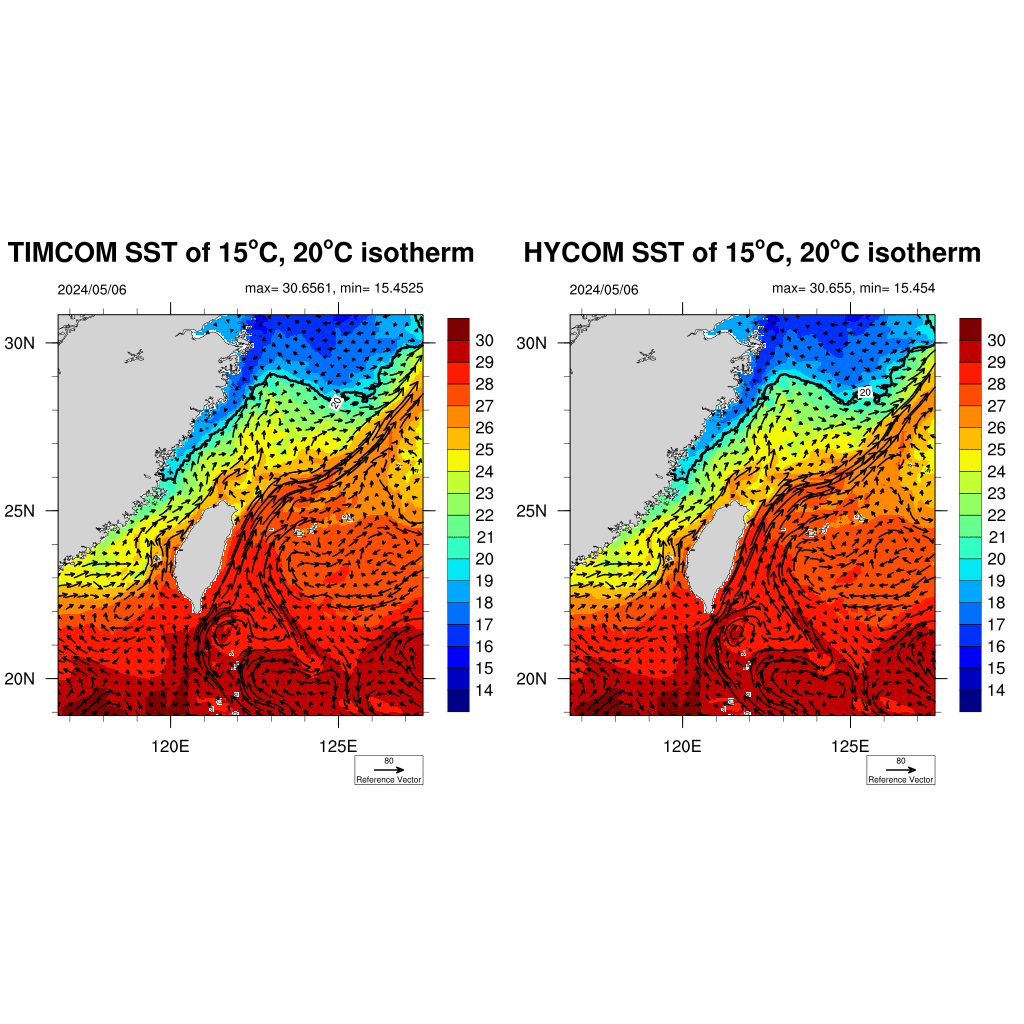 TIMCOM SST of 15°C, 20°C isotherm
2024/05/06 max= 30.6561, min= 15.4525
30N
25N
20N
120E 125E
20
30
29
28
27
26
25
24
23
22
21
20
19
18
17
16
15
14
80
Reference Vector
HYCOM SST of 15°C, 20°C isotherm
2024/05/06 max= 30.655, min= 15.454
30N
25N
20N
120E 125E
20
30
29
28
27
26
25
24
23
22
21
20
19
18
17
16
15
14
80
Reference Vector